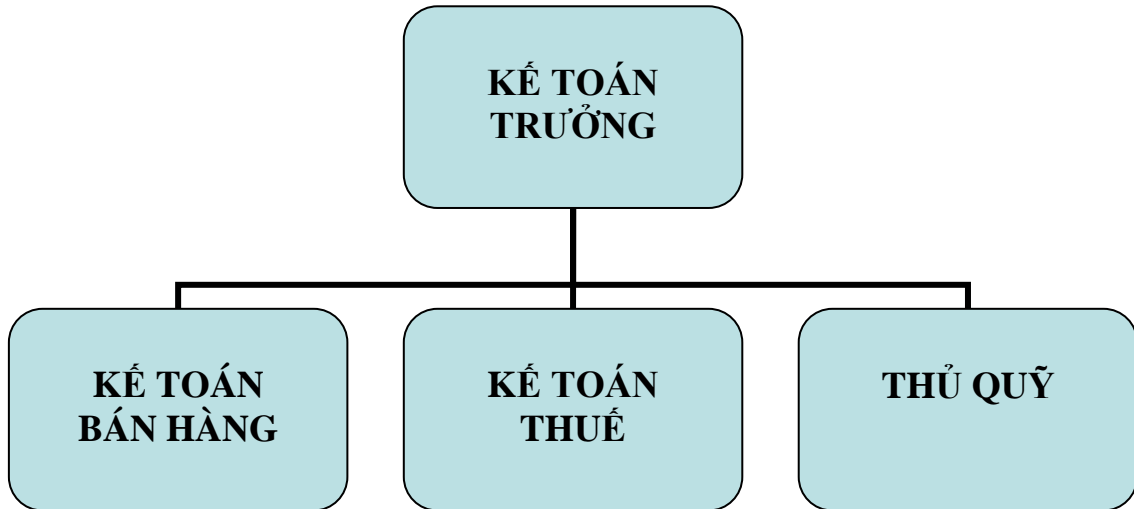 KẾ TOÁN
TRƯỞNG
KẾ TOÁN
BÁN HÀNG
KẾ TOÁN
THUẾ
THỦ QUỸ